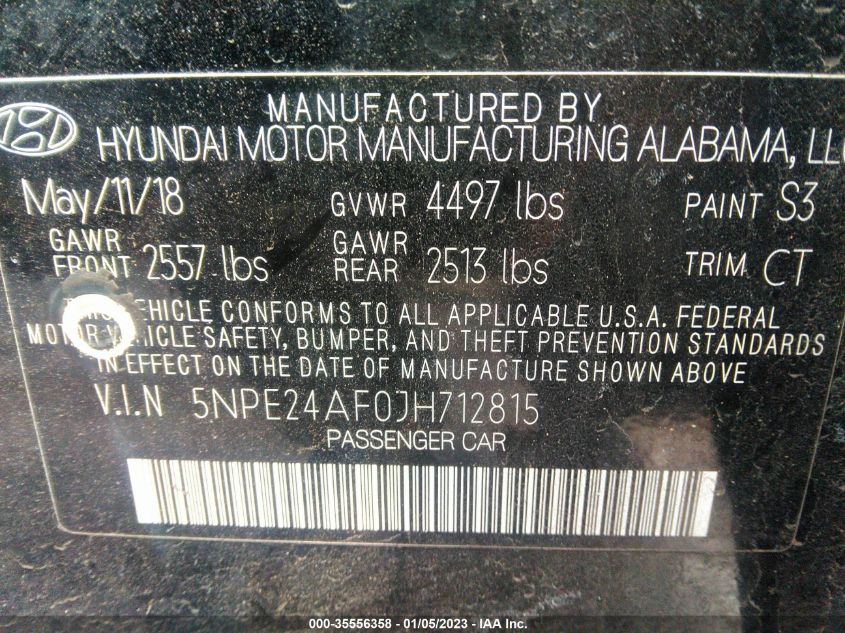 MANUFACTURED BY
HYUNDAI MOTOR MANUFACTURING ALABAMA, LLC
May/11/18 GVWR 4497 lbs PAINT S3
GAWR FRONT 2557 lbs GAWR REAR 2513 lbs TRIM CT
VEHICLE CONFORMS TO ALL APPLICABLE U.S.A. FEDERAL
MOTOR VEHICLE SAFETY, BUMPER, AND THEFT PREVENTION STANDARDS
IN EFFECT ON THE DATE OF MANUFACTURE SHOWN ABOVE
V.I.N 5NPE24AF0JH712815
PASSENGER CAR
000-35556358 - 01/05/2023 - IAA Inc.